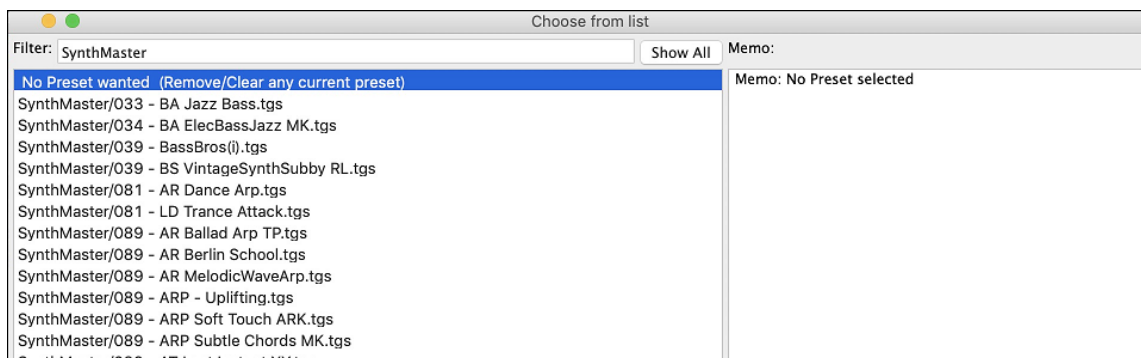 Choose from list
Filter: SynthMaster Show All Memo:
No Preset wanted (Remove/Clear any current preset)
Memo: No Preset selected
SynthMaster/033 - BA Jazz Bass.tgs
SynthMaster/034 - BA ElecBassJazz MK.tgs
SynthMaster/039 - BassBros(i).tgs
SynthMaster/039 - BS VintageSynthSubby RL.tgs
SynthMaster/081 - AR Dance Arp.tgs
SynthMaster/081 - LD Trance Attack.tgs
SynthMaster/089 - AR Ballad Arp TP.tgs
SynthMaster/089 - AR Berlin School.tgs
SynthMaster/089 - AR MelodicWaveArp.tgs
SynthMaster/089 - ARP - Uplifting.tgs
SynthMaster/089 - ARP Soft Touch ARK.tgs
SynthMaster/089 - ARP Subtle Chords MK.tgs